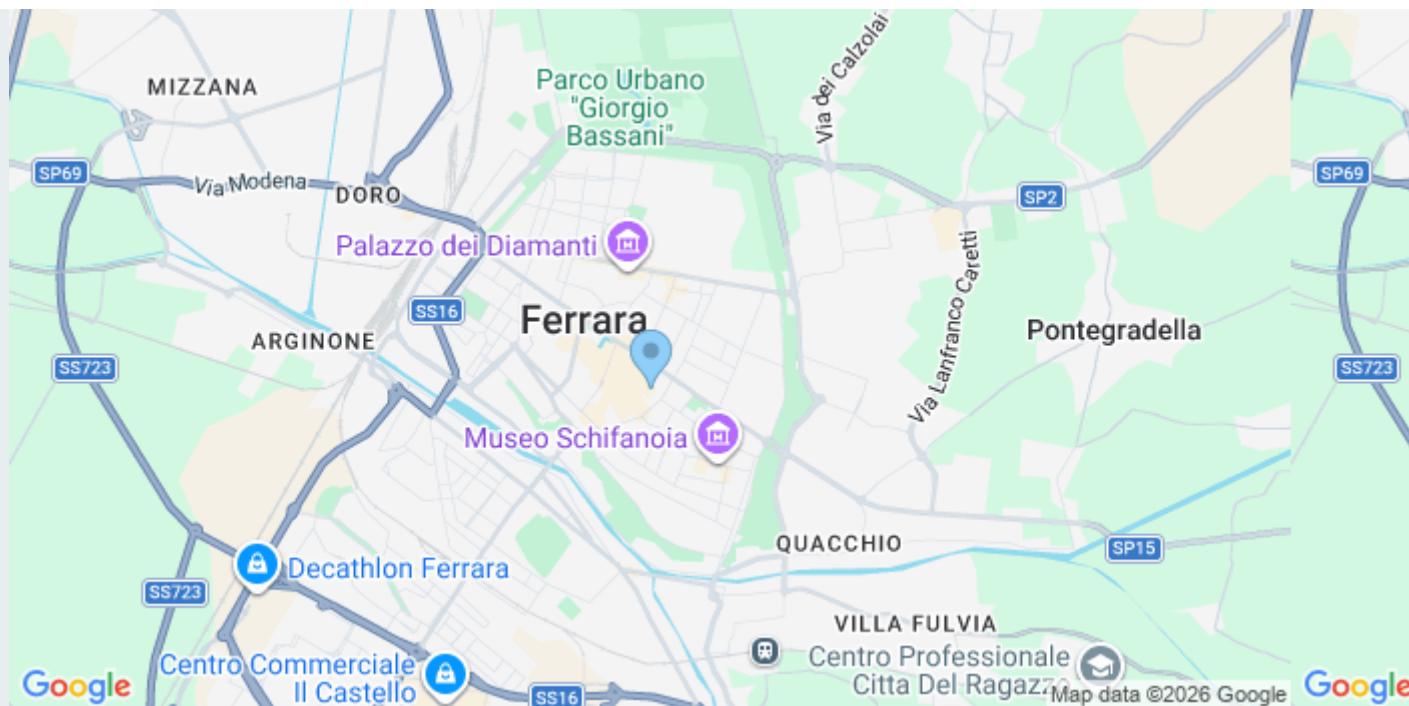 MIZZANA
Parco Urbano
"Giorgio
Bassani"
Via dei Calzolai
SP69
Via Modena
DORO
SP2
SP69
Palazzo dei Diamanti
Via Lanfranco Caretti
SS16
Ferrara
ARGINONE
Pontegradella
SS723
SS723
Museo Schifanoia
QUACCHIO
SP15
Decathlon Ferrara
SS723
VILLA FULVIA
Centro Commerciale
Il Castello
SS16
Centro Professionale
Citta Del Ragazzo
Google
Map data ©2026 Google
Google